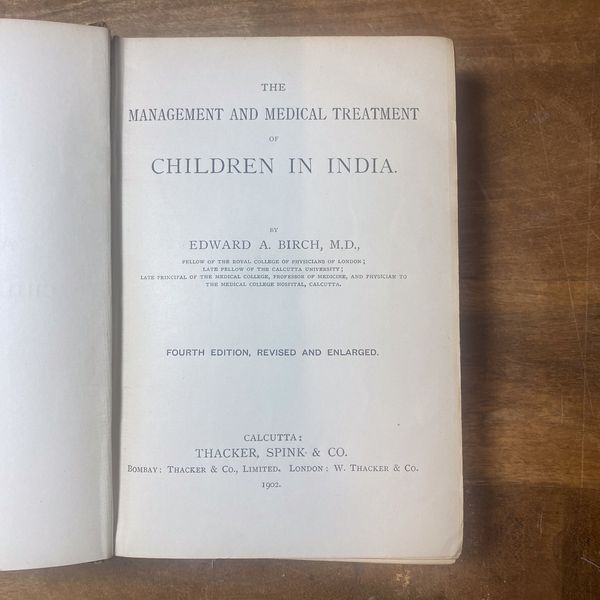 THE
MANAGEMENT AND MEDICAL TREATMENT
OF
CHILDREN IN INDIA.
BY
EDWARD A. BIRCH, M.D.,
FELLOW OF THE ROYAL COLLEGE OF PHYSICIANS OF LONDON;
LATE FELLOW OF THE CALCUTTA UNIVERSITY;
LATE PRINCIPAL OF THE MEDICAL COLLEGE, PROFESSOR OF MEDICINE, AND PHYSICIAN TO
THE MEDICAL COLLEGE HOSPITAL, CALCUTTA.
FOURTH EDITION, REVISED AND ENLARGED.
CALCUTTA:
THACKER, SPINK & CO.
BOMBAY: THACKER & CO., LIMITED. LONDON: W. THACKER & CO.
1902.